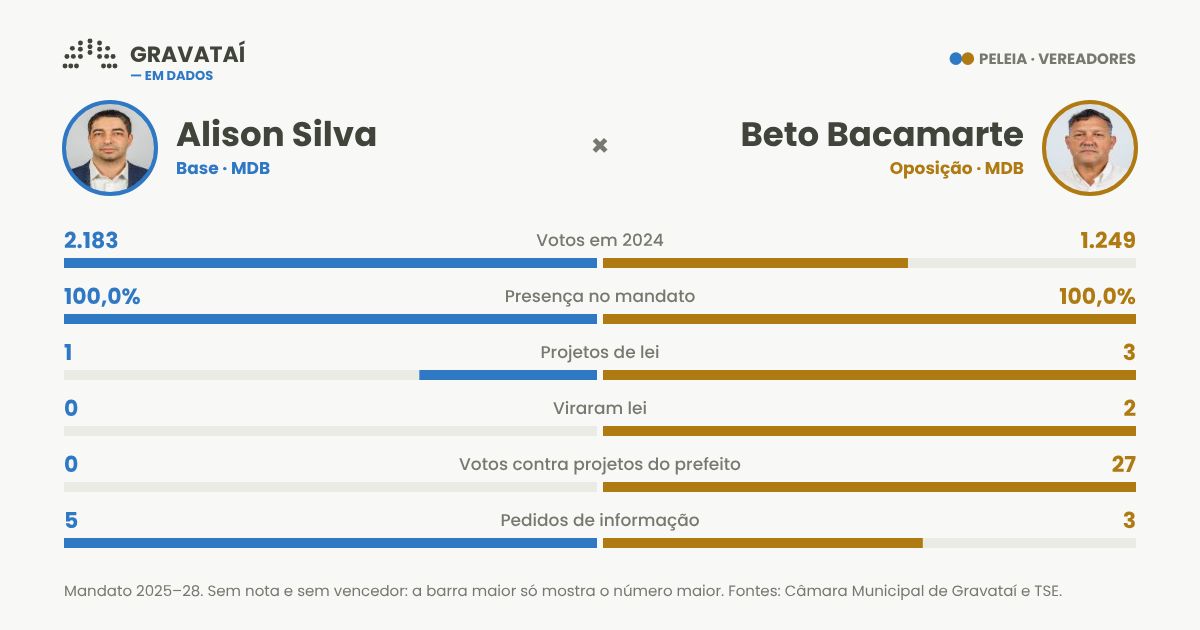 GRAVATAÍ
— EM DADOS
PELEIA · VEREADORES
Alison Silva
Base · MDB
×
Beto Bacamarte
Oposição · MDB
2.183 Votos em 2024 1.249
100,0% Presença no mandato 100,0%
1 Projetos de lei 3
0 Viraram lei 2
0 Votos contra projetos do prefeito 27
5 Pedidos de informação 3
Mandato 2025–28. Sem nota e sem vencedor: a barra maior só mostra o número maior. Fontes: Câmara Municipal de Gravataí e TSE.